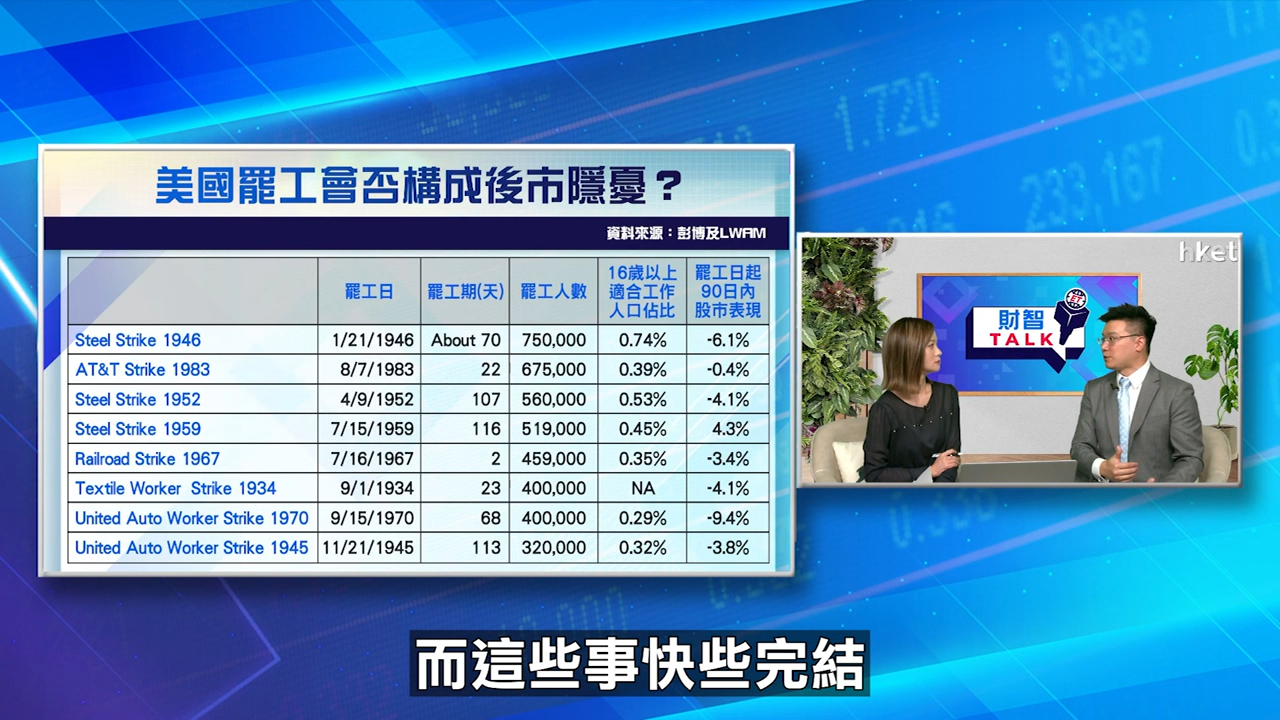 美國罷工會否構成後市隱憂？
資料來源：彭博及LWAM
罷工日 罷工期(天) 罷工人數 16歲以上適合工作人口佔比 罷工日起90日內股市表現
Steel Strike 1946 1/21/1946 About 70 750,000 0.74% -6.1%
AT&T Strike 1983 8/7/1983 22 675,000 0.39% -0.4%
Steel Strike 1952 4/9/1952 107 560,000 0.53% -4.1%
Steel Strike 1959 7/15/1959 116 519,000 0.45% 4.3%
Railroad Strike 1967 7/16/1967 2 459,000 0.35% -3.4%
Textile Worker Strike 1934 9/1/1934 23 400,000 NA -4.1%
United Auto Worker Strike 1970 9/15/1970 68 400,000 0.29% -9.4%
United Auto Worker Strike 1945 11/21/1945 113 320,000 0.32% -3.8%
hket
財智
TALK
而這些事快些完結
9,996
1.720
233,167